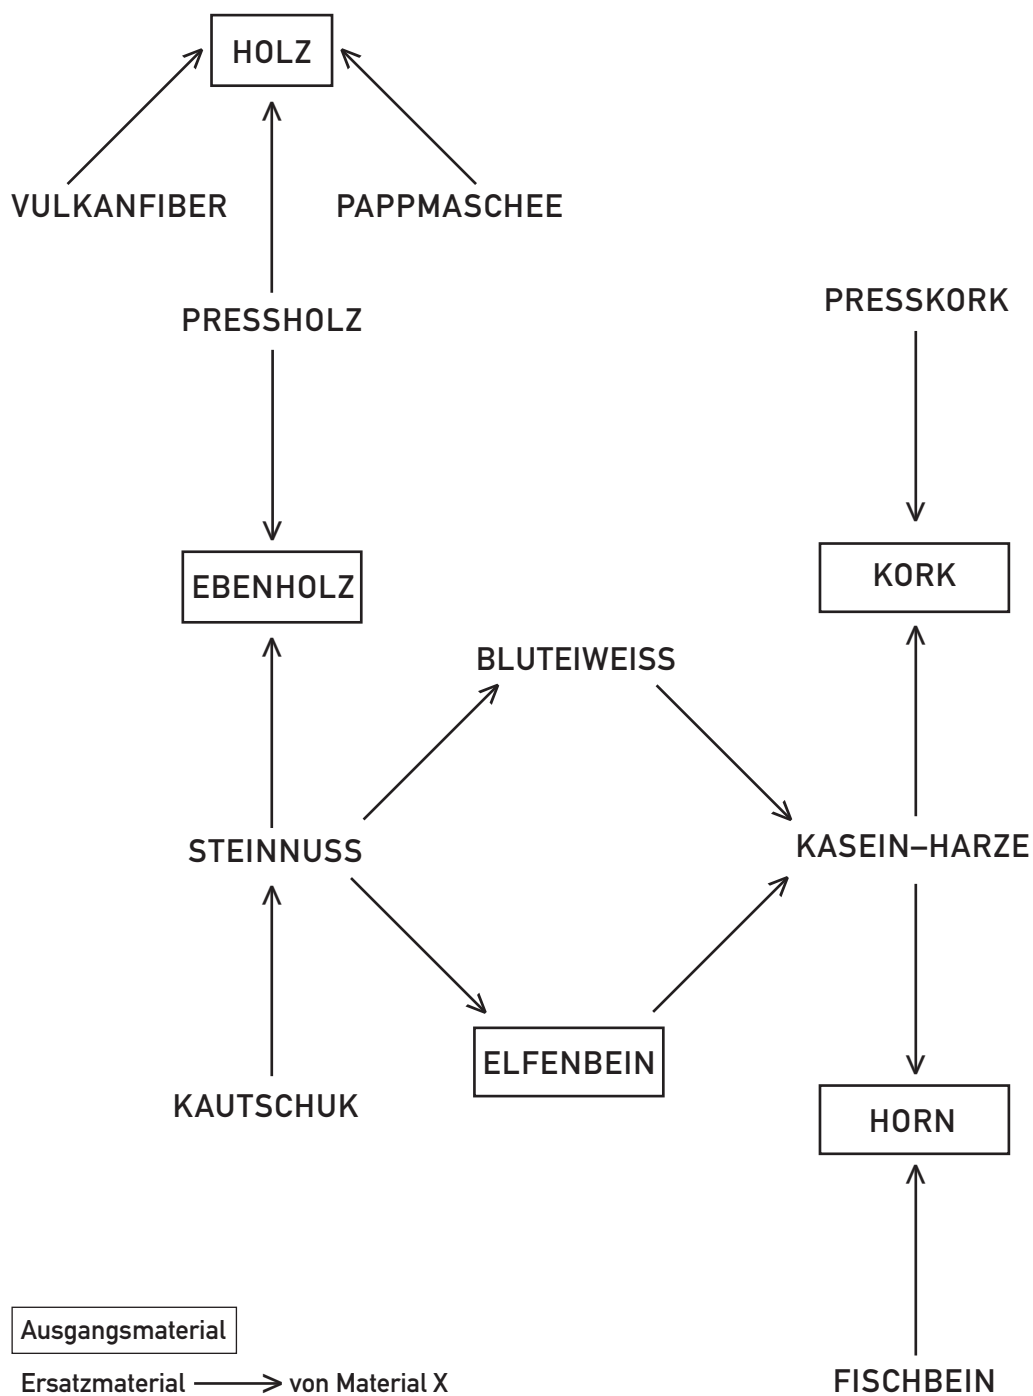 HOLZ
VULKANFIBER
PAPPMASCHEE
PRESSHOLZ
PRESSKORK
EBENHOLZ
KORK
BLUTEIWEISS
STEINNUSS
KASEIN–HARZE
ELFENBEIN
KAUTSCHUK
HORN
Ausgangsmaterial
Ersatzmaterial von Material X
FISCHBEIN